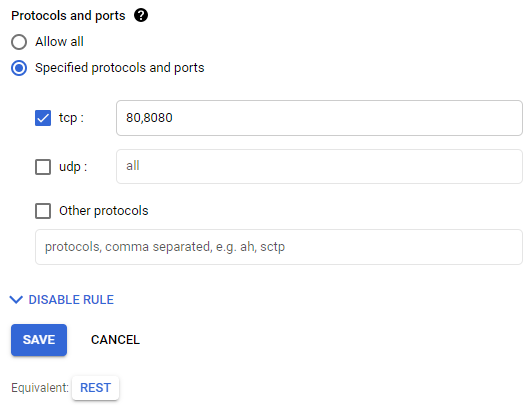 Protocols and ports ?
Allow all
Specified protocols and ports
tcp : 80,8080
udp : all
Other protocols
protocols, comma separated, e.g. ah, sctp
DISABLE RULE
SAVE CANCEL
Equivalent: REST